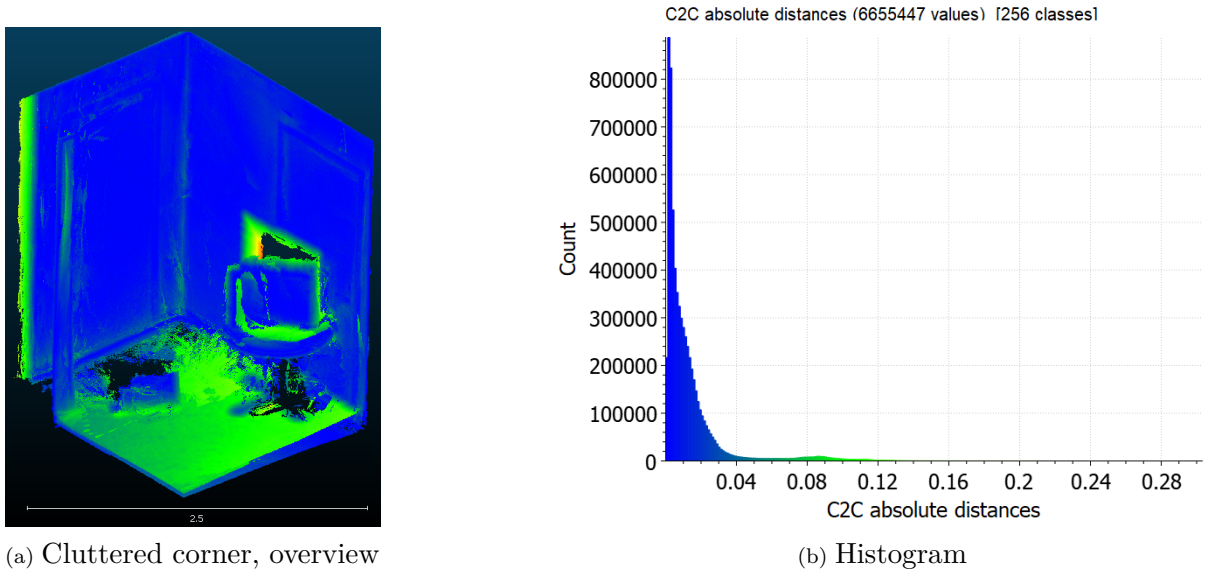 C2C absolute distances (6655447 values) [256 classes]
800000
700000
600000
500000
400000
300000
200000
100000
0
Count
0.04 0.08 0.12 0.16 0.2 0.24 0.28
C2C absolute distances
2.5
(a) Cluttered corner, overview
(b) Histogram